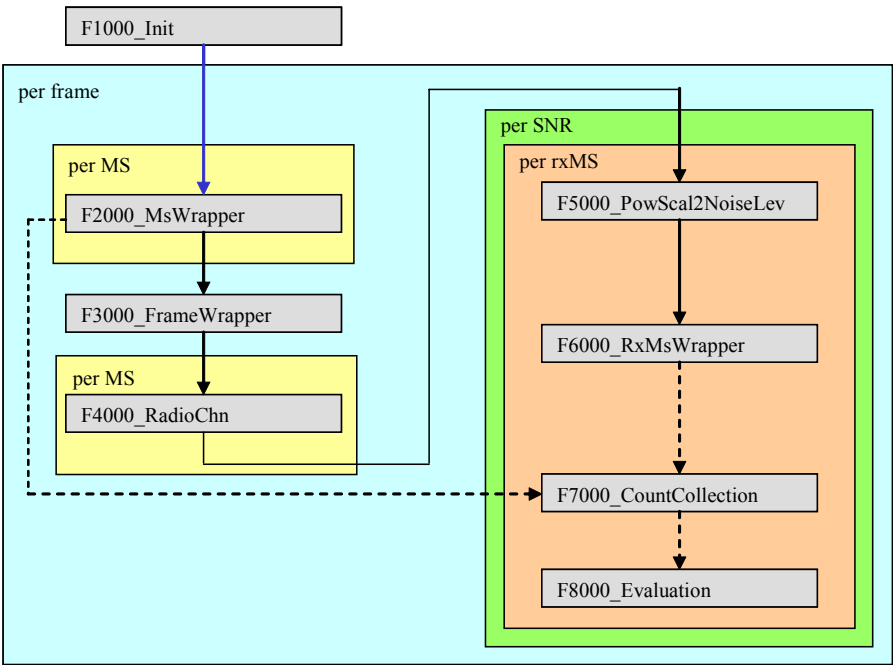 F1000_Init
per frame
per MS
F2000_MsWrapper
F3000_FrameWrapper
per MS
F4000_RadioChn
per SNR
per rxMS
F5000_PowScal2NoiseLev
F6000_RxMsWrapper
F7000_CountCollection
F8000_Evaluation